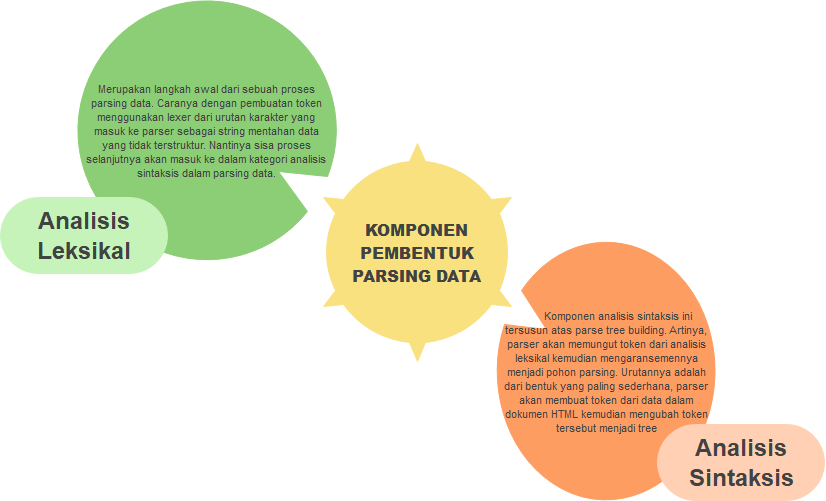 Merupakan langkah awal dari sebuah proses
parsing data. Caranya dengan pembuatan token
menggunakan lexer dari urutan karakter yang
masuk ke parser sebagai string mentahan data
yang tidak terstruktur. Nantinya sisa proses
selanjutnya akan masuk ke dalam kategori analisis
sintaksis dalam parsing data.
Analisis
Leksikal
KOMPONEN
PEMBENTUK
PARSING DATA
Komponen analisis sintaksis ini
tersusun atas parse tree building. Artinya,
parser akan memungut token dari analisis
leksikal kemudian mengaransemennya
menjadi pohon parsing. Urutannya adalah
dari bentuk yang paling sederhana, parser
akan membuat token dari data dalam
dokumen HTML kemudian mengubah token
tersebut menjadi tree
Analisis
Sintaksis